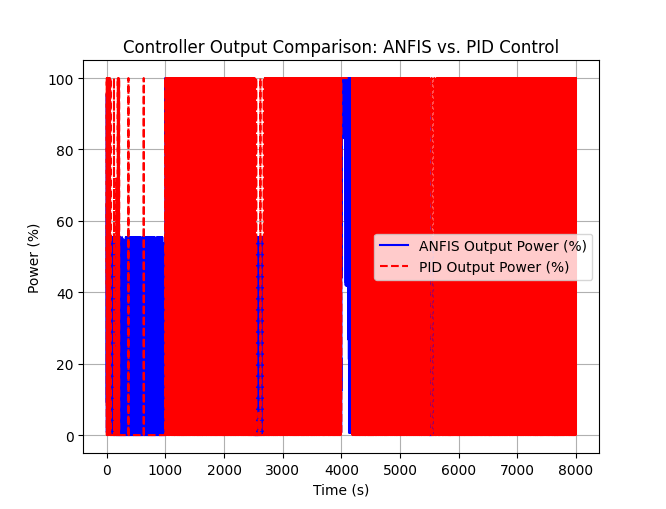 Controller Output Comparison: ANFIS vs. PID Control
100
80
60
40
20
0
Power (%)
ANFIS Output Power (%)
PID Output Power (%)
0 1000 2000 3000 4000 5000 6000 7000 8000
Time (s)